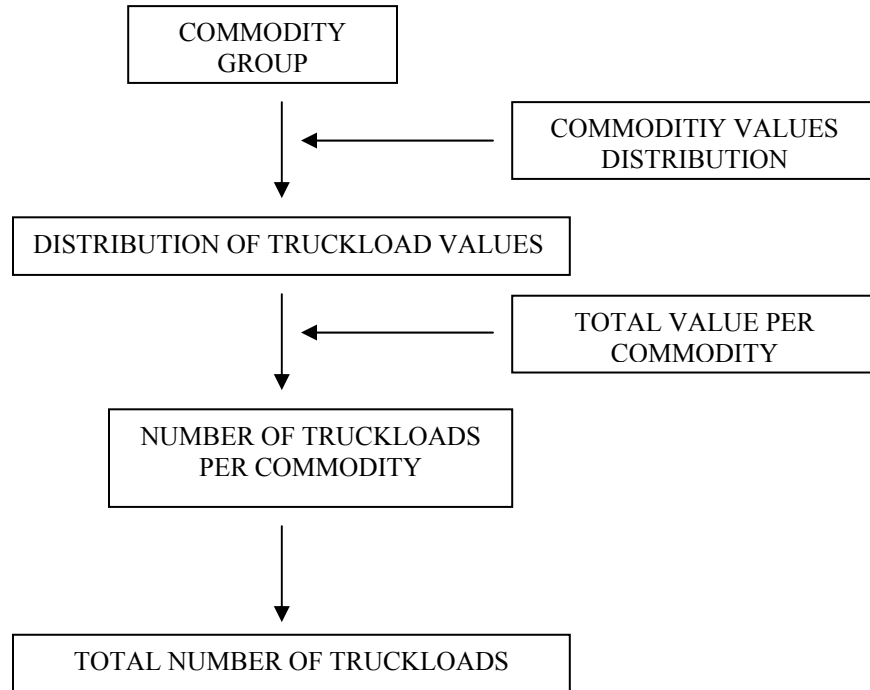 COMMODITY
GROUP
COMMODITIY VALUES
DISTRIBUTION
DISTRIBUTION OF TRUCKLOAD VALUES
TOTAL VALUE PER
COMMODITY
NUMBER OF TRUCKLOADS
PER COMMODITY
TOTAL NUMBER OF TRUCKLOADS